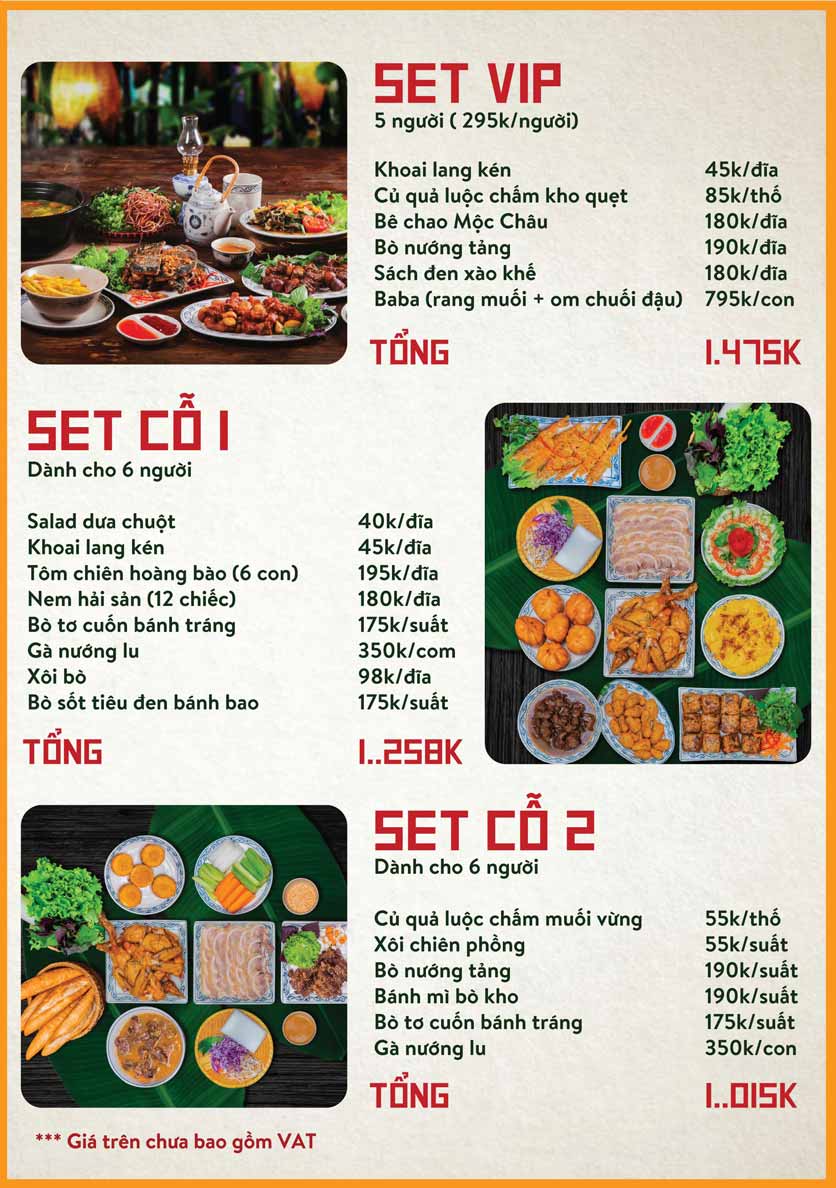 SET VIP
5 người ( 295k/người)
Khoai lang kén 45k/đĩa
Củ quả luộc chấm kho quẹt 85k/thố
Bê chao Mộc Châu 180k/đĩa
Bò nướng tảng 190k/đĩa
Sách đen xào khế 180k/đĩa
Baba (rang muối + om chuối đậu) 795k/con
TỔNG 1.475K
SET CỖ 1
Dành cho 6 người
Salad dưa chuột 40k/đĩa
Khoai lang kén 45k/đĩa
Tôm chiên hoàng bào (6 con) 195k/đĩa
Nem hải sản (12 chiếc) 180k/đĩa
Bò tơ cuốn bánh tráng 175k/suất
Gà nướng lu 350k/com
Xôi bò 98k/đĩa
Bò sốt tiêu đen bánh bao 175k/suất
TỔNG 1..258K
SET CỖ 2
Dành cho 6 người
Củ quả luộc chấm muối vừng 55k/thố
Xôi chiên phồng 55k/suất
Bò nướng tảng 190k/suất
Bánh mì bò kho 190k/suất
Bò tơ cuốn bánh tráng 175k/suất
Gà nướng lu 350k/con
TỔNG 1..015K
*** Giá trên chưa bao gồm VAT